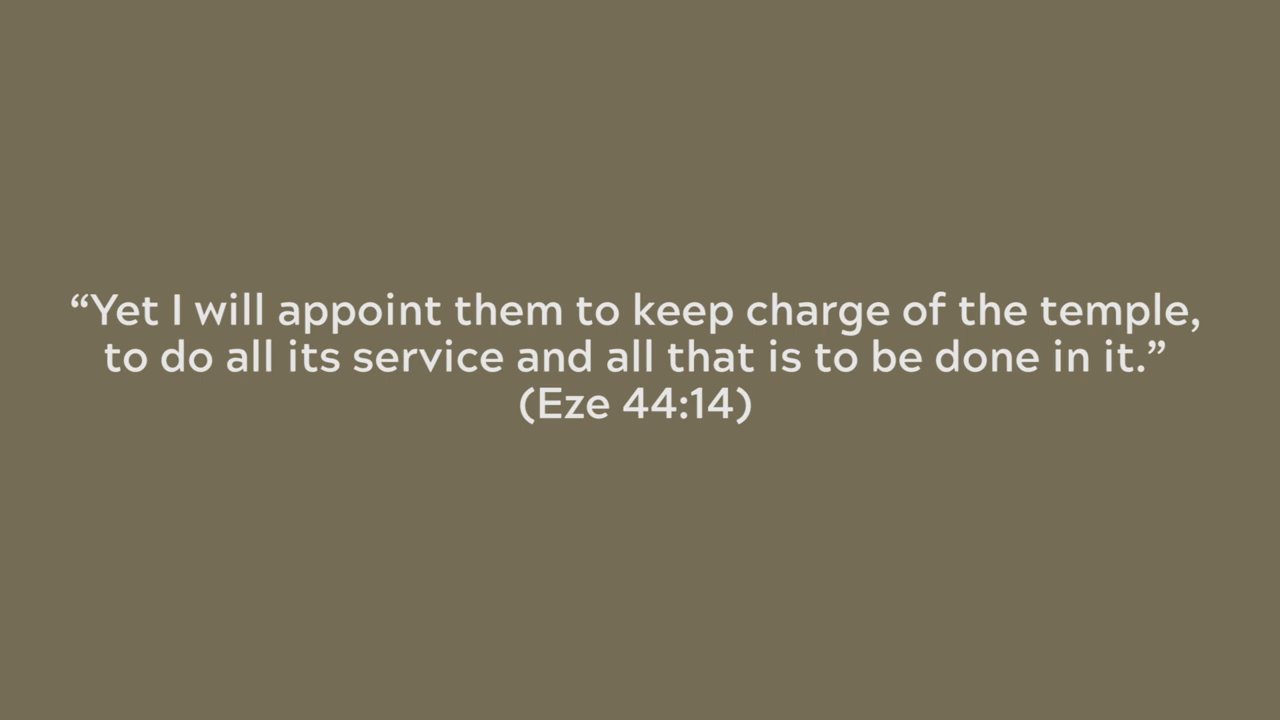 “Yet I will appoint them to keep charge of the temple,
to do all its service and all that is to be done in it.”
(Eze 44:14)